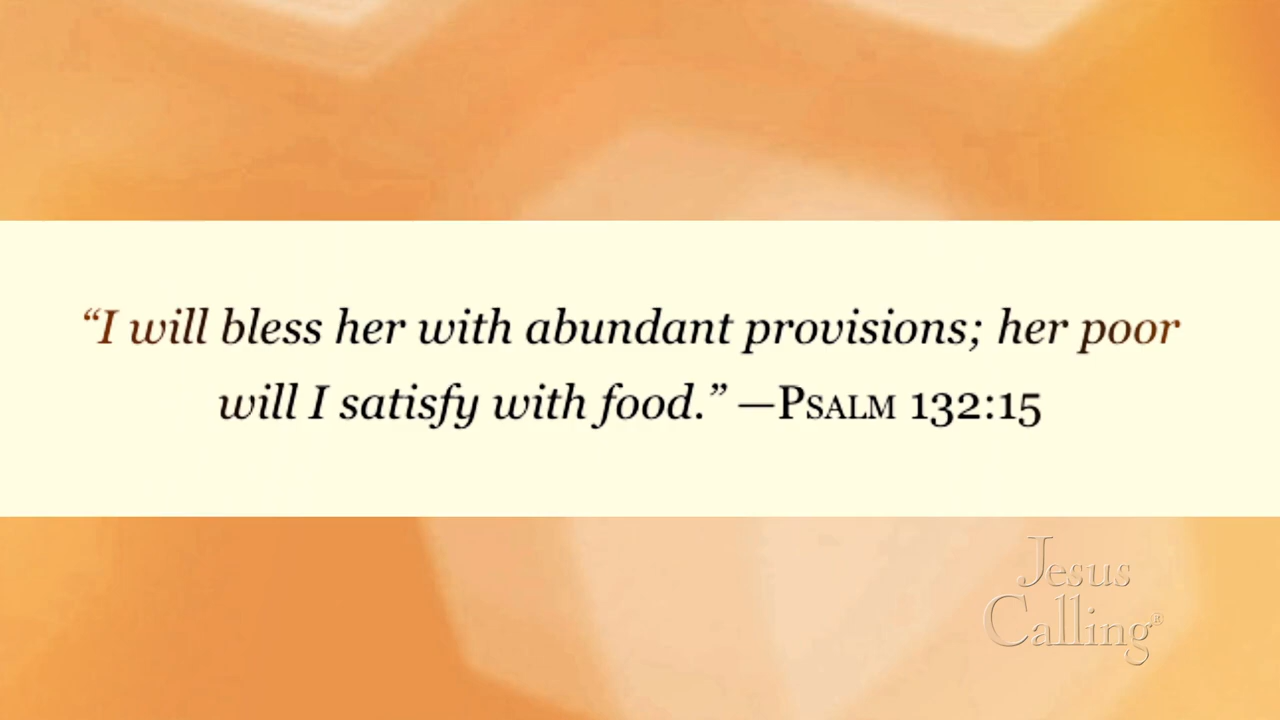 “I will bless her with abundant provisions; her poor
will I satisfy with food.” —PSALM 132:15
Jesus
Calling®